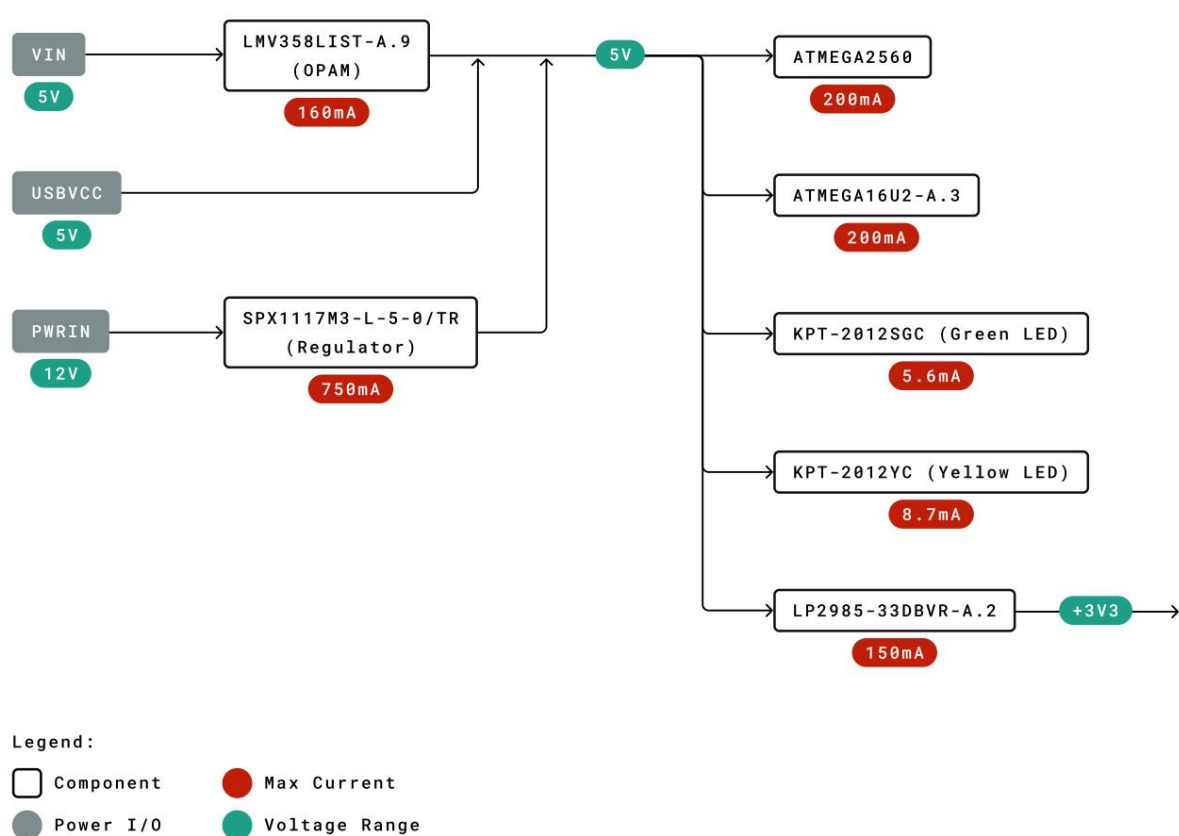 VIN
5V
LMV358LIST-A.9
(OPAM)
160mA
5V
ATMEGA2560
200mA
USBVCC
5V
ATMEGA16U2-A.3
200mA
PWRIN
12V
SPX1117M3-L-5-0/TR
(Regulator)
750mA
KPT-2012SGC (Green LED)
5.6mA
KPT-2012YC (Yellow LED)
8.7mA
LP2985-33DBVR-A.2
150mA
+3V3
Legend:
Component
Max Current
Power I/O
Voltage Range